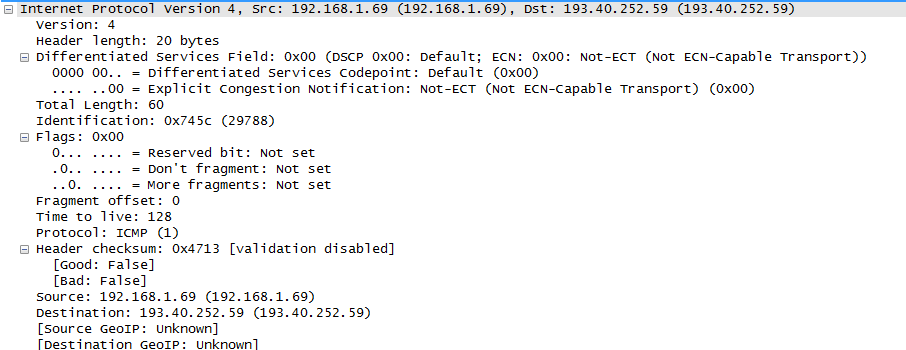 Internet Protocol Version 4, Src: 192.168.1.69 (192.168.1.69), Dst: 193.40.252.59 (193.40.252.59)
Version: 4
Header length: 20 bytes
Differentiated Services Field: 0x00 (DSCP 0x00: Default; ECN: 0x00: Not-ECT (Not ECN-Capable Transport))
0000 00.. = Differentiated Services Codepoint: Default (0x00)
.... ..00 = Explicit Congestion Notification: Not-ECT (Not ECN-Capable Transport) (0x00)
Total Length: 60
Identification: 0x745c (29788)
Flags: 0x00
0... .... = Reserved bit: Not set
.0.. .... = Don't fragment: Not set
..0. .... = More fragments: Not set
Fragment offset: 0
Time to live: 128
Protocol: ICMP (1)
Header checksum: 0x4713 [validation disabled]
[Good: False]
[Bad: False]
Source: 192.168.1.69 (192.168.1.69)
Destination: 193.40.252.59 (193.40.252.59)
[Source GeoIP: Unknown]
[Destination GeoIP: Unknown]